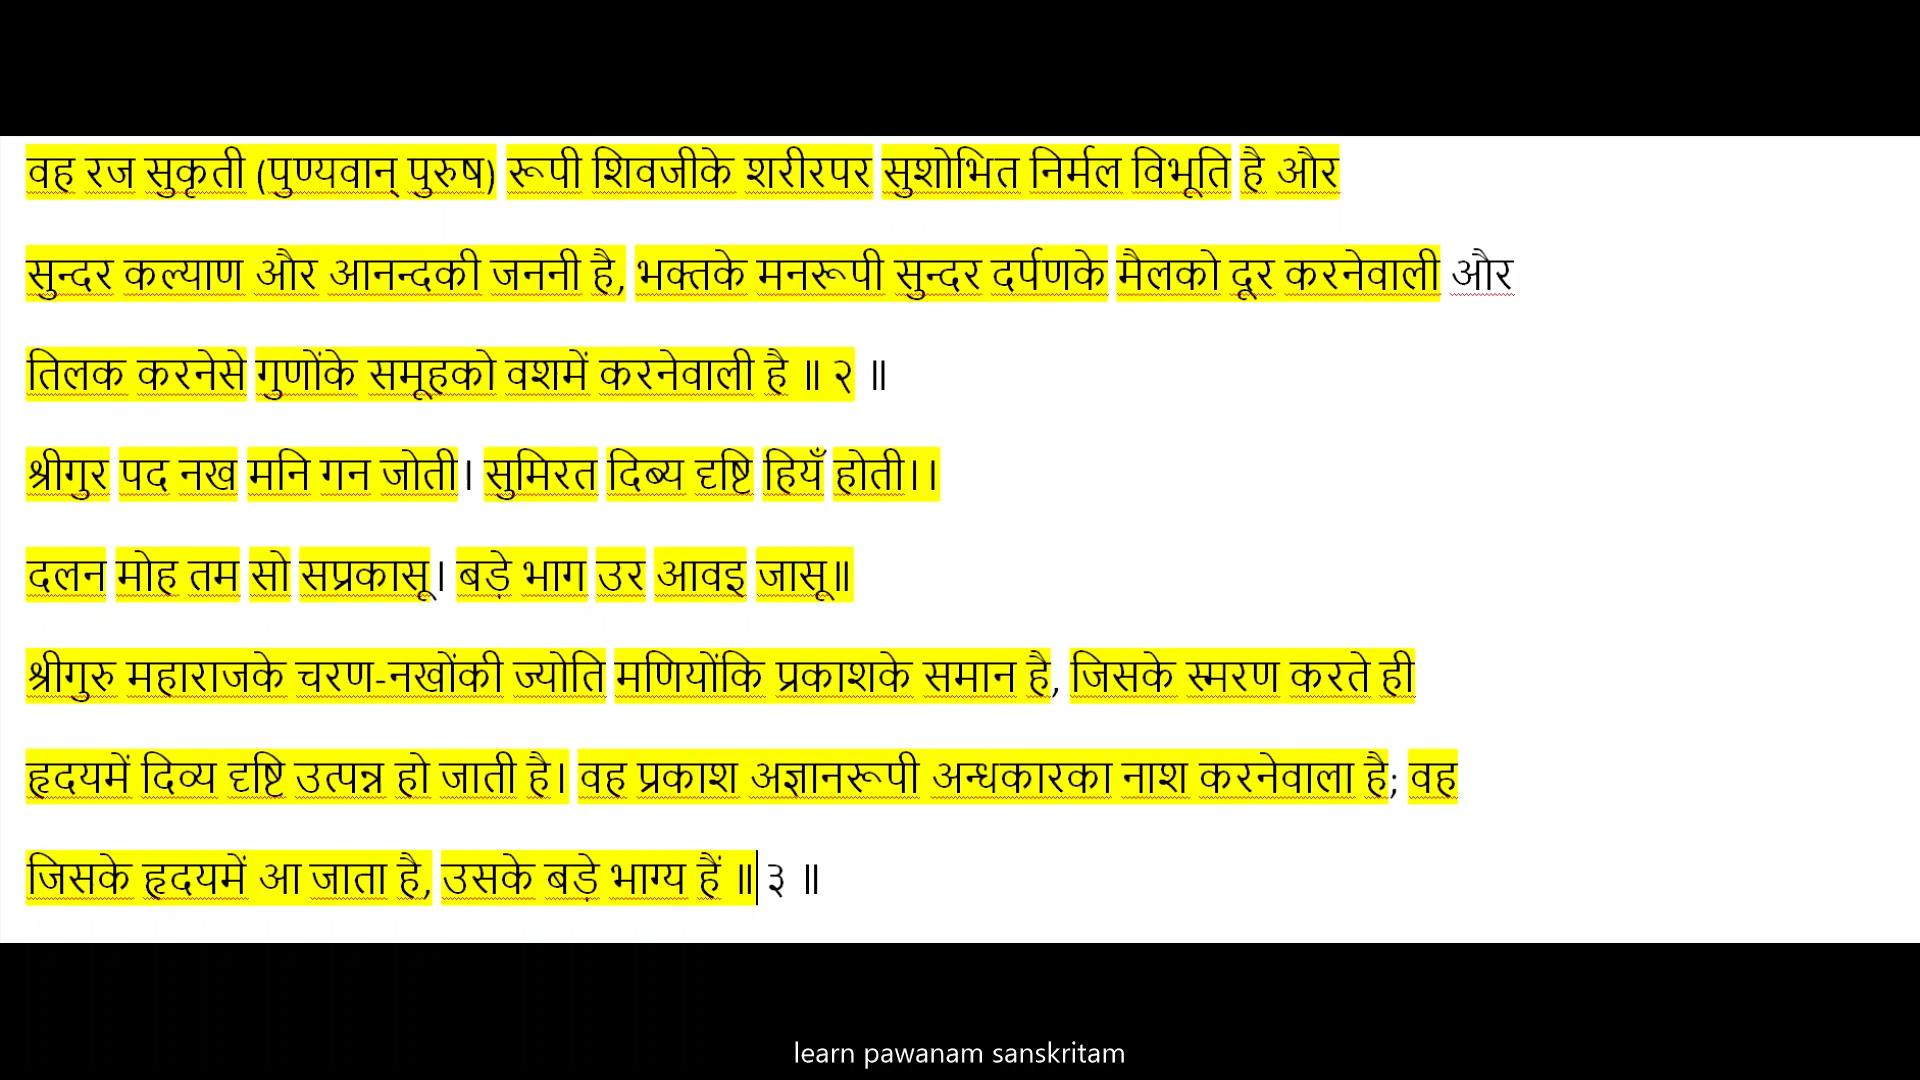 वह रज सुकृती (पुण्यवान् पुरुष) रूपी शिवजीके शरीरपर सुशोभित निर्मल विभूति है और
सुन्दर कल्याण और आनन्दकी जननी है, भक्तके मनरूपी सुन्दर दर्पणके मैलको दूर करनेवाली और
तिलक करनेसे गुणोंके समूहको वशमें करनेवाली है ॥ २ ॥
श्रीगुर पद नख मनि गन जोती। सुमिरत दिब्य दृष्टि हियँ होती।।
दलन मोह तम सो सप्रकासू। बड़े भाग उर आवइ जासू॥
श्रीगुरु महाराजके चरण-नखोंकी ज्योति मणियोंकि प्रकाशके समान है, जिसके स्मरण करते ही
हृदयमें दिव्य दृष्टि उत्पन्न हो जाती है। वह प्रकाश अज्ञानरूपी अन्धकारका नाश करनेवाला है; वह
जिसके हृदयमें आ जाता है, उसके बड़े भाग्य हैं ॥ ३ ॥
learn pawanam sanskritam